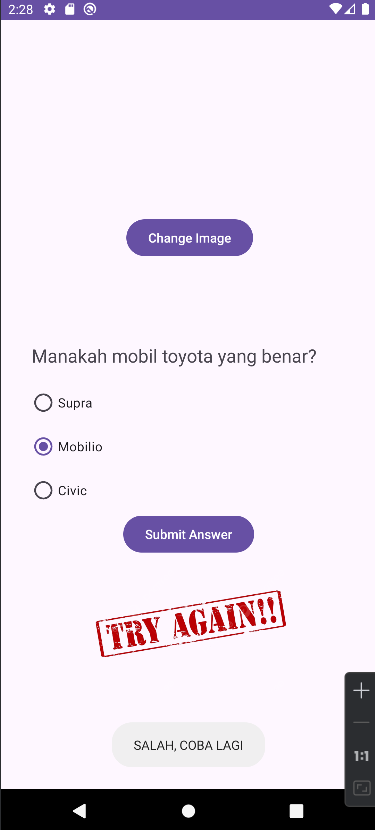 2:28
Change Image
Manakah mobil toyota yang benar?
Supra
Mobilio
Civic
Submit Answer
TRY AGAIN!!
SALAH, COBA LAGI
1:1